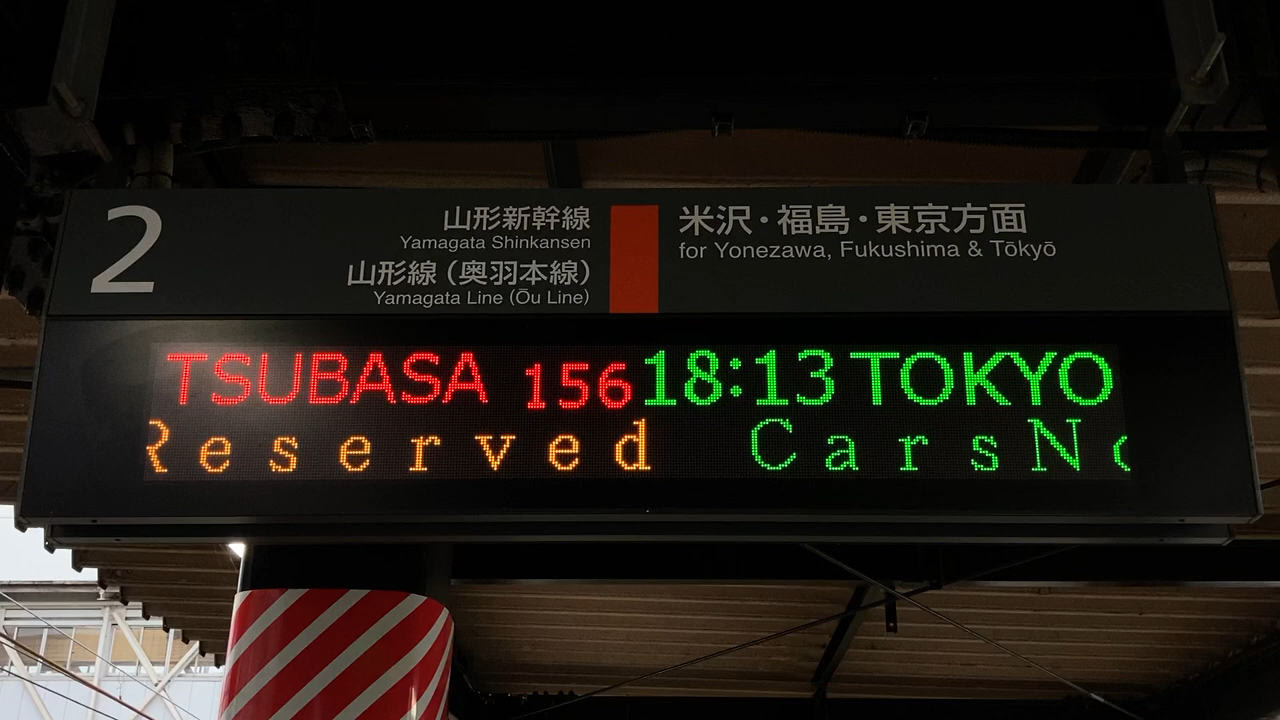 2
山形新幹線
Yamagata Shinkansen
山形線(奥羽本線)
Yamagata Line (Ōu Line)
米沢・福島・東京方面
for Yonezawa, Fukushima & Tōkyō
TSUBASA 156 18:13 TOKYO
Reserved Cars